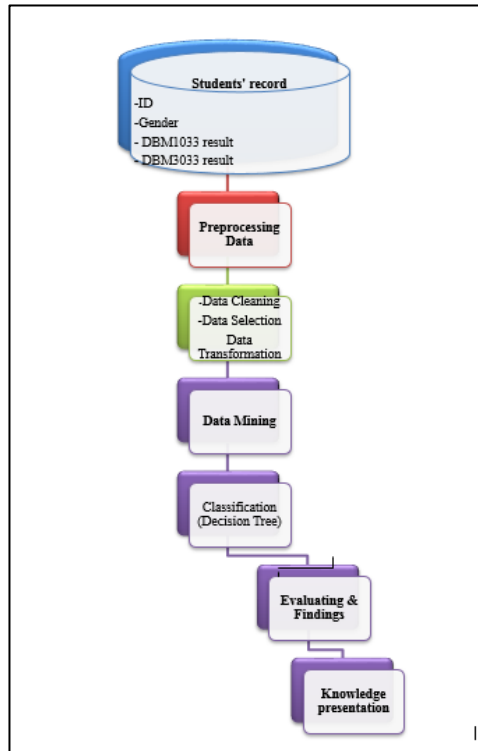 Students' record
-ID
-Gender
- DBM1033 result
- DBM3033 result
Preprocessing
Data
-Data Cleaning
-Data Selection
Data
Transformation
Data Mining
Classification
(Decision Tree)
Evaluating &
Findings
Knowledge
presentation